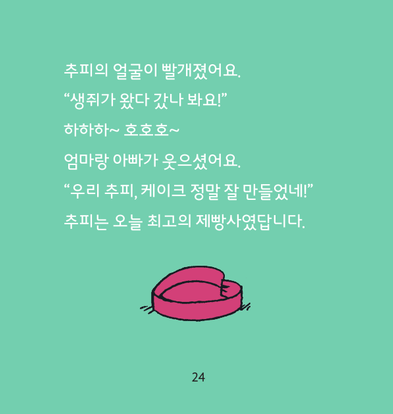 추피의 얼굴이 빨개졌어요.
“생쥐가 왔다 갔나 봐요!”
하하하~ 호호호~
엄마랑 아빠가 웃으셨어요.
“우리 추피, 케이크 정말 잘 만들었네!”
추피는 오늘 최고의 제빵사였답니다.
24